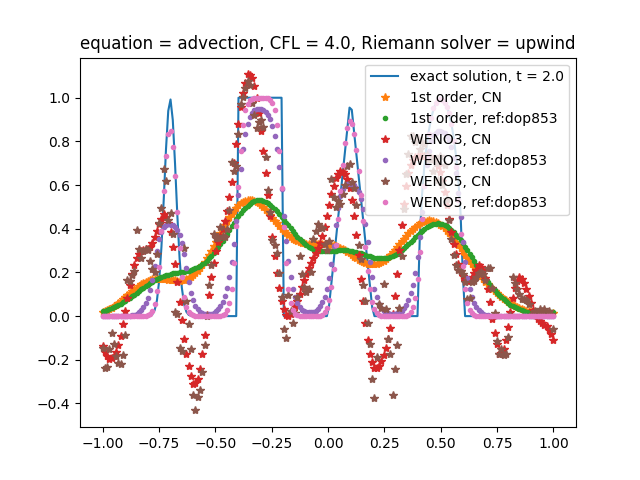 equation = advection, CFL = 4.0, Riemann solver = upwind
exact solution, t = 2.0
1st order, CN
1st order, ref:dop853
WENO3, CN
WENO3, ref:dop853
WENO5, CN
WENO5, ref:dop853
1.0
0.8
0.6
0.4
0.2
0.0
−0.2
−0.4
−1.00 −0.75 −0.50 −0.25 0.00 0.25 0.50 0.75 1.00